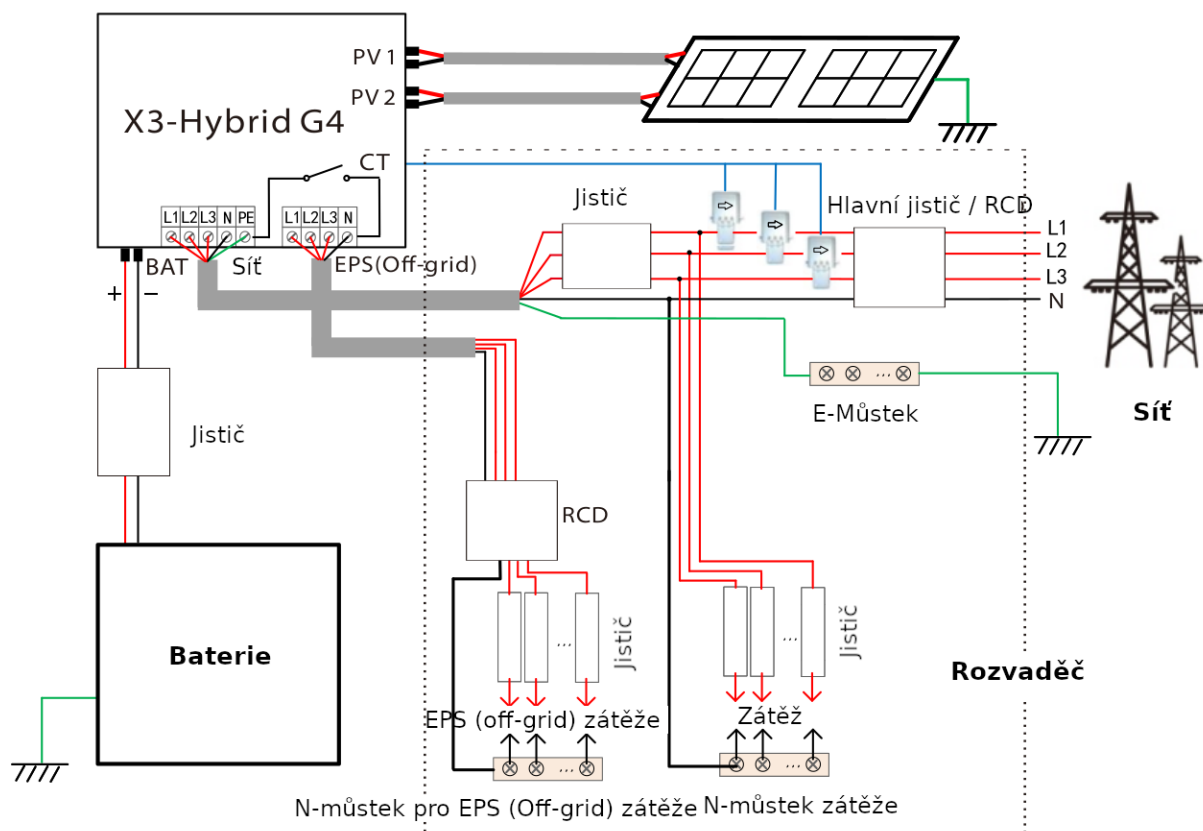 PV 1
PV 2
X3-Hybrid G4
CT
L1 L2 L3 N PE
L1 L2 L3 N
BAT
Síť
EPS(Off-grid)
+
−
Jistič
Hlavní jistič / RCD
L1
L2
L3
N
E-Můstek
Síť
Jistič
RCD
Baterie
...
Jistič
...
Jistič
Rozvaděč
EPS (off-grid) zátěže
Zátěž
...
...
...
N-můstek pro EPS (Off-grid) zátěže
N-můstek zátěže